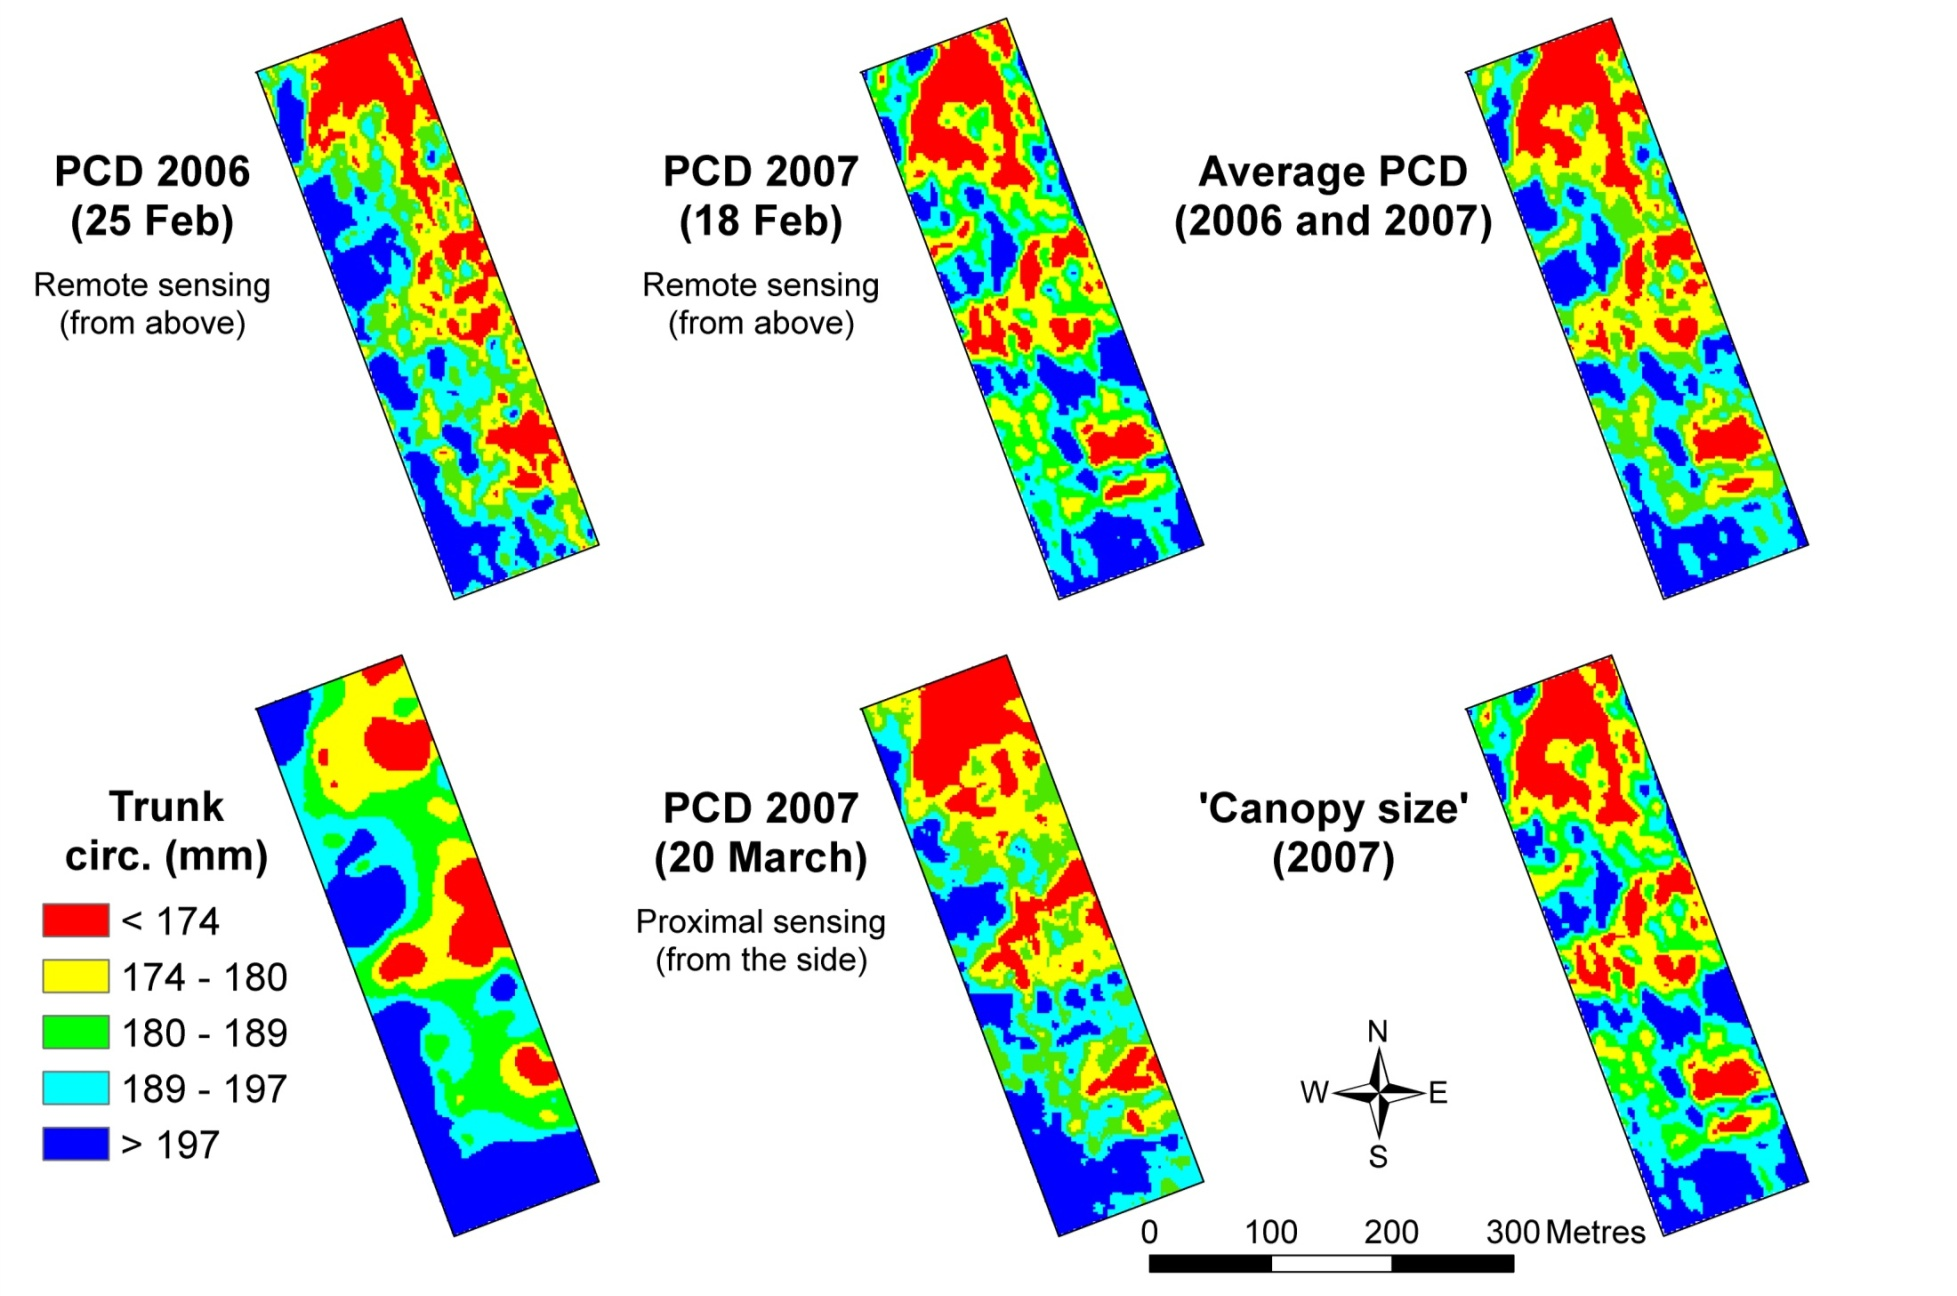 PCD 2006
(25 Feb)
Remote sensing
(from above)
PCD 2007
(18 Feb)
Remote sensing
(from above)
Average PCD
(2006 and 2007)
Trunk
circ. (mm)
< 174
174 - 180
180 - 189
189 - 197
> 197
PCD 2007
(20 March)
Proximal sensing
(from the side)
'Canopy size'
(2007)
N
W E
S
0 100 200 300 Metres